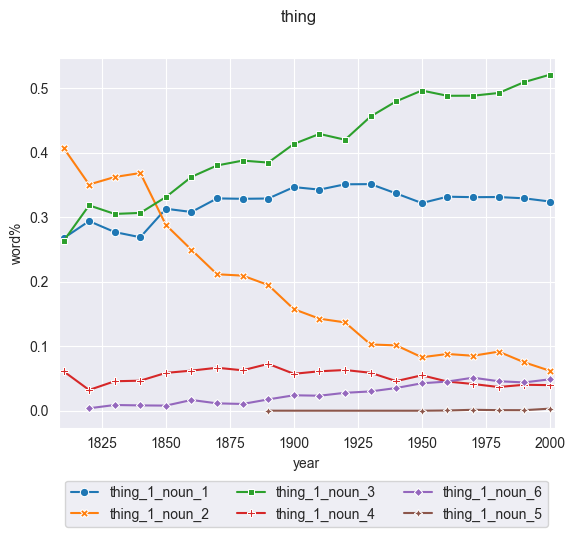 thing
0.5
0.4
0.3
0.2
0.1
0.0
word%
1825 1850 1875 1900 1925 1950 1975 2000
year
thing_1_noun_1 thing_1_noun_3 thing_1_noun_6
thing_1_noun_2 thing_1_noun_4 thing_1_noun_5